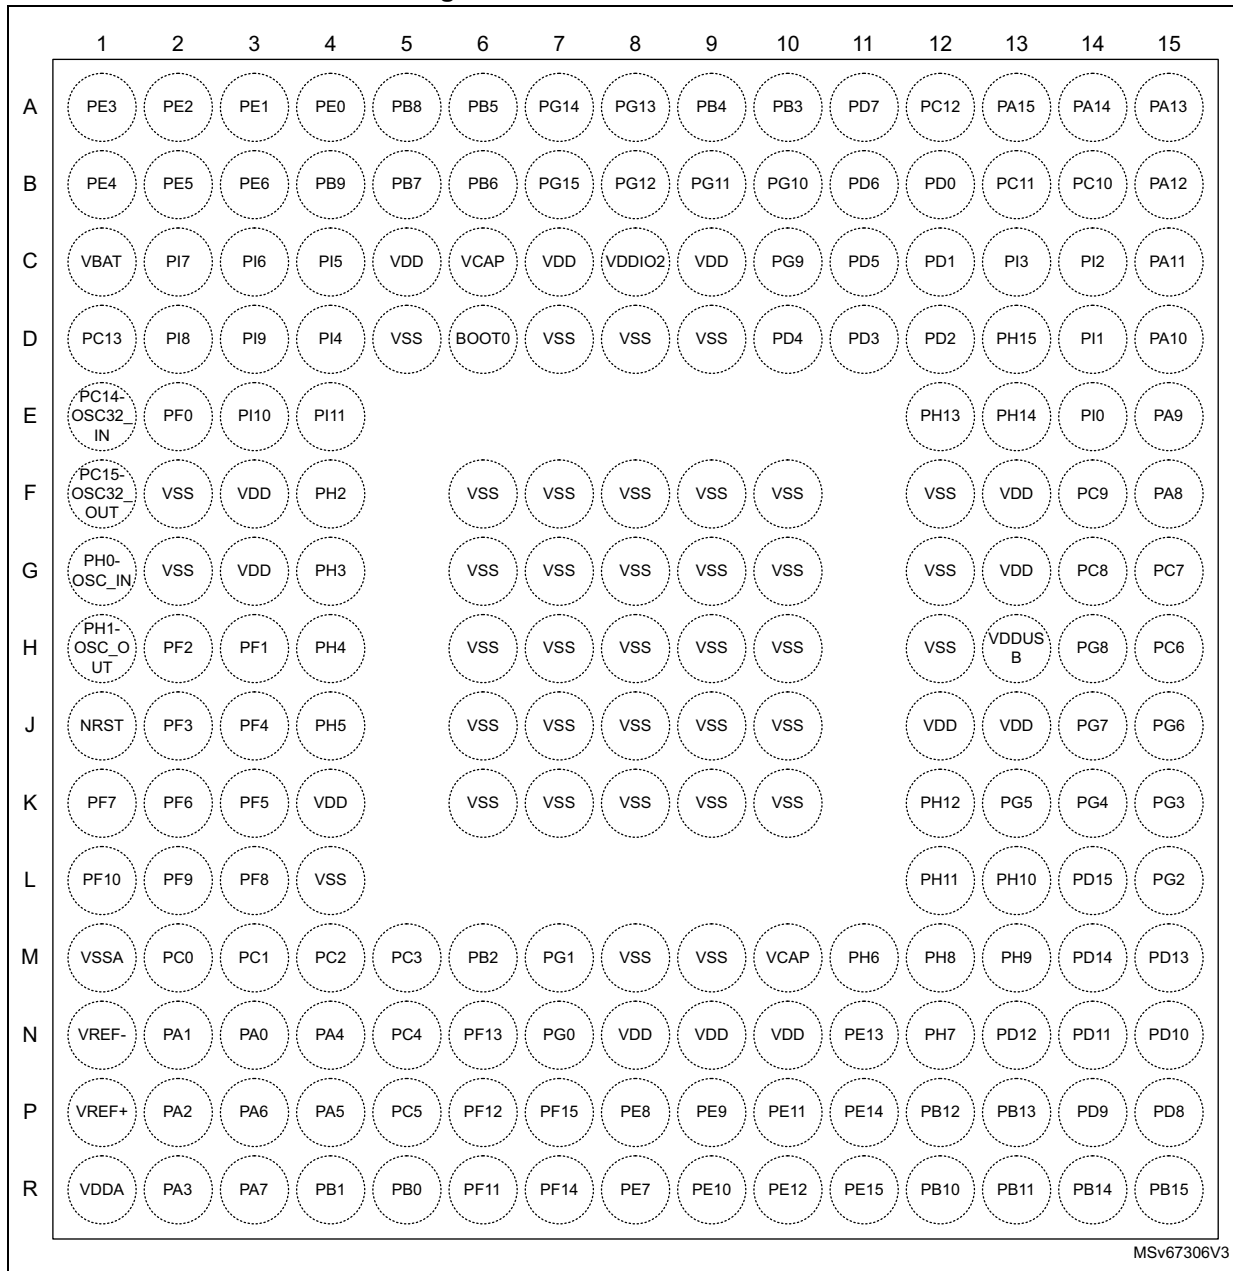 1 2 3 4 5 6 7 8 9 10 11 12 13 14 15
A PE3 PE2 PE1 PE0 PB8 PB5 PG14 PG13 PB4 PB3 PD7 PC12 PA15 PA14 PA13
B PE4 PE5 PE6 PB9 PB7 PB6 PG15 PG12 PG11 PG10 PD6 PD0 PC11 PC10 PA12
C VBAT PI7 PI6 PI5 VDD VCAP VDD VDDIO2 VDD PG9 PD5 PD1 PI3 PI2 PA11
D PC13 PI8 PI9 PI4 VSS BOOT0 VSS VSS VSS PD4 PD3 PD2 PH15 PI1 PA10
PC14-
E OSC32_ PF0 PI10 PI11 PH13 PH14 PI0 PA9
IN
PC15-
F OSC32_ VSS VDD PH2 VSS VSS VSS VSS VSS VSS VDD PC9 PA8
OUT
PH0-
G OSC_IN VSS VDD PH3 VSS VSS VSS VSS VSS VSS VDD PC8 PC7
PH1-
H OSC_O PF2 PF1 PH4 VSS VSS VSS VSS VSS VSS VDDUS PG8 PC6
UT B
J NRST PF3 PF4 PH5 VSS VSS VSS VSS VSS VDD VDD PG7 PG6
K PF7 PF6 PF5 VDD VSS VSS VSS VSS VSS PH12 PG5 PG4 PG3
L PF10 PF9 PF8 VSS PH11 PH10 PD15 PG2
M VSSA PC0 PC1 PC2 PC3 PB2 PG1 VSS VSS VCAP PH6 PH8 PH9 PD14 PD13
N VREF- PA1 PA0 PA4 PC4 PF13 PG0 VDD VDD VDD PE13 PH7 PD12 PD11 PD10
P VREF+ PA2 PA6 PA5 PC5 PF12 PF15 PE8 PE9 PE11 PE14 PB12 PB13 PD9 PD8
R VDDA PA3 PA7 PB1 PB0 PF11 PF14 PE7 PE10 PE12 PE15 PB10 PB11 PB14 PB15
MSv67306V3